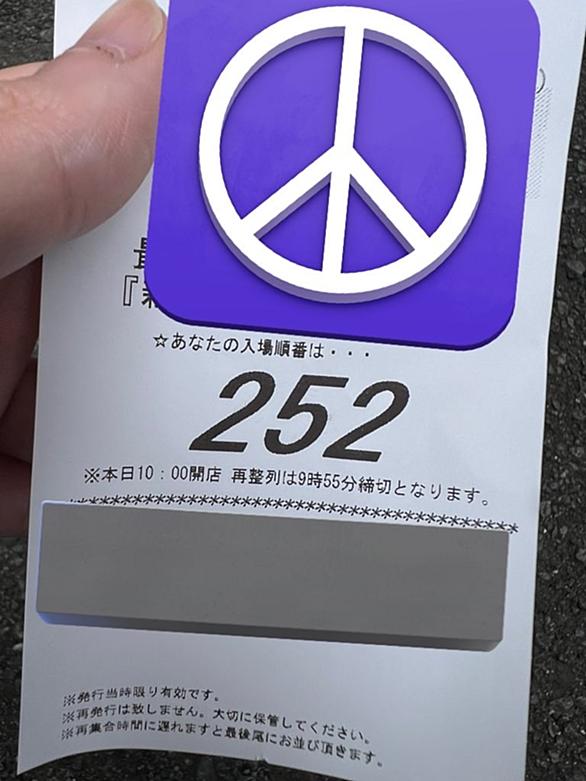 ☆あなたの入場順番は・・・
252
※本日10：00開店 再整列は9時55分締切となります。
**************************************************
※発行当時限り有効です。
※再発行は致しません。大切に保管してください。
※再集合時間に遅れますと最後尾にお並び頂きます。